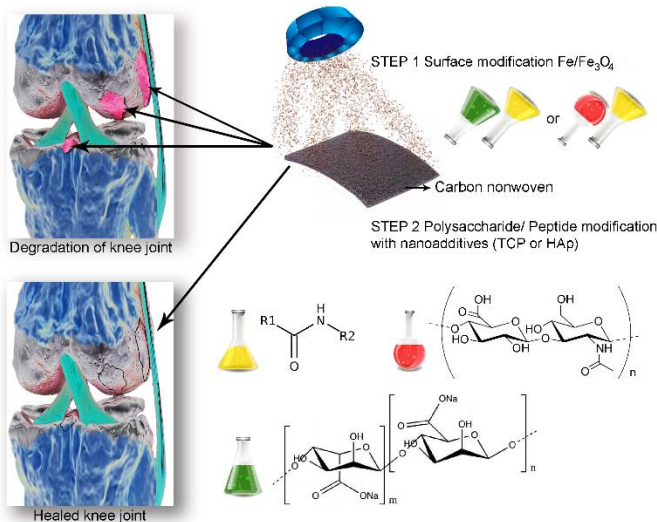 STEP 1 Surface modification Fe/Fe₃O₄
or
Carbon nonwoven
Degradation of knee joint
STEP 2 Polysaccharide/ Peptide modification
with nanoadditives (TCP or HAp)
R1
O
H
N
R2
O
OH
O
HO
OH
O
HO
O
HO
O
NH
O
n
OH
HO
O
O
ONa
O
m
O
ONa
OH
HO
O
O
n
Healed knee joint